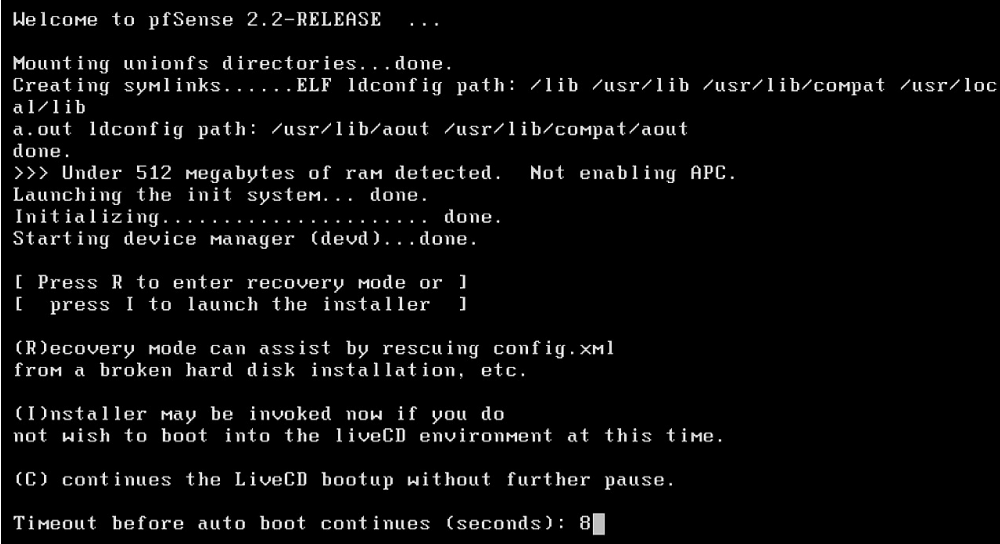 Welcome to pfSense 2.2-RELEASE  ...
Mounting unionfs directories...done.
Creating symlinks......ELF ldconfig path: /lib /usr/lib /usr/lib/compat /usr/loc
al/lib
a.out ldconfig path: /usr/lib/aout /usr/lib/compat/aout
done.
>>> Under 512 megabytes of ram detected.  Not enabling APC.
Launching the init system... done.
Initializing...................... done.
Starting device manager (devd)...done.
[ Press R to enter recovery mode or ]
[  press I to launch the installer  ]
(R)ecovery mode can assist by rescuing config.xml
from a broken hard disk installation, etc.
(I)nstaller may be invoked now if you do
not wish to boot into the liveCD environment at this time.
(C) continues the LiveCD bootup without further pause.
Timeout before auto boot continues (seconds): 8